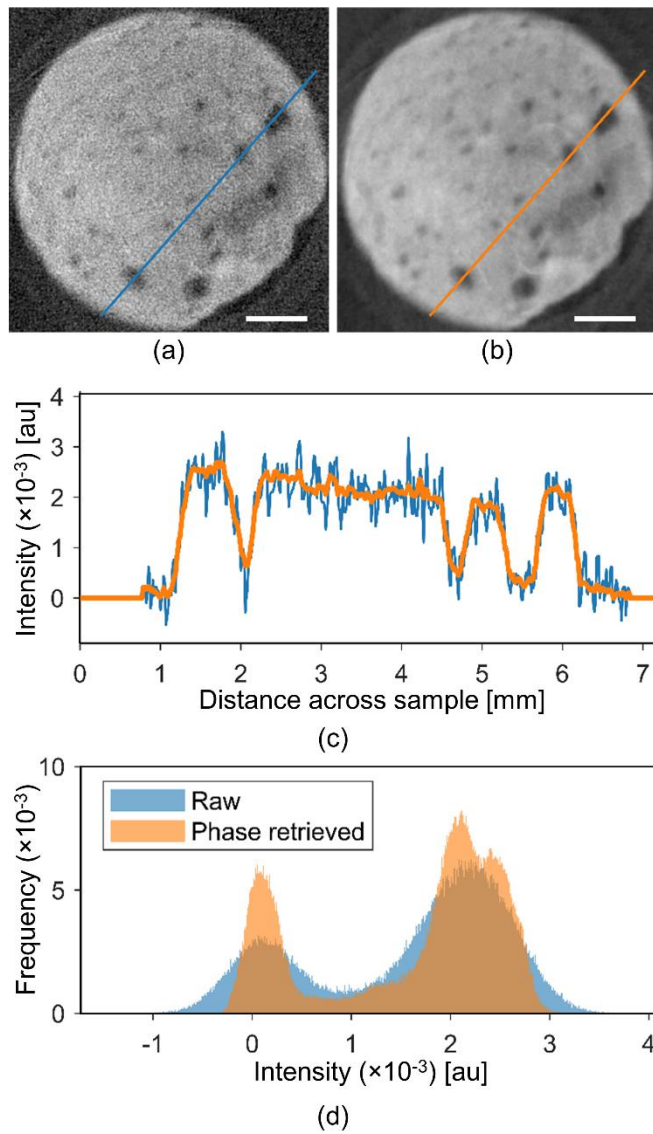 (a)
(b)
Intensity (×10⁻³) [au]
4
3
2
1
0
0 1 2 3 4 5 6 7
Distance across sample [mm]
(c)
Frequency (×10⁻³)
10
5
0
Raw
Phase retrieved
-1 0 1 2 3 4
Intensity (×10⁻³) [au]
(d)